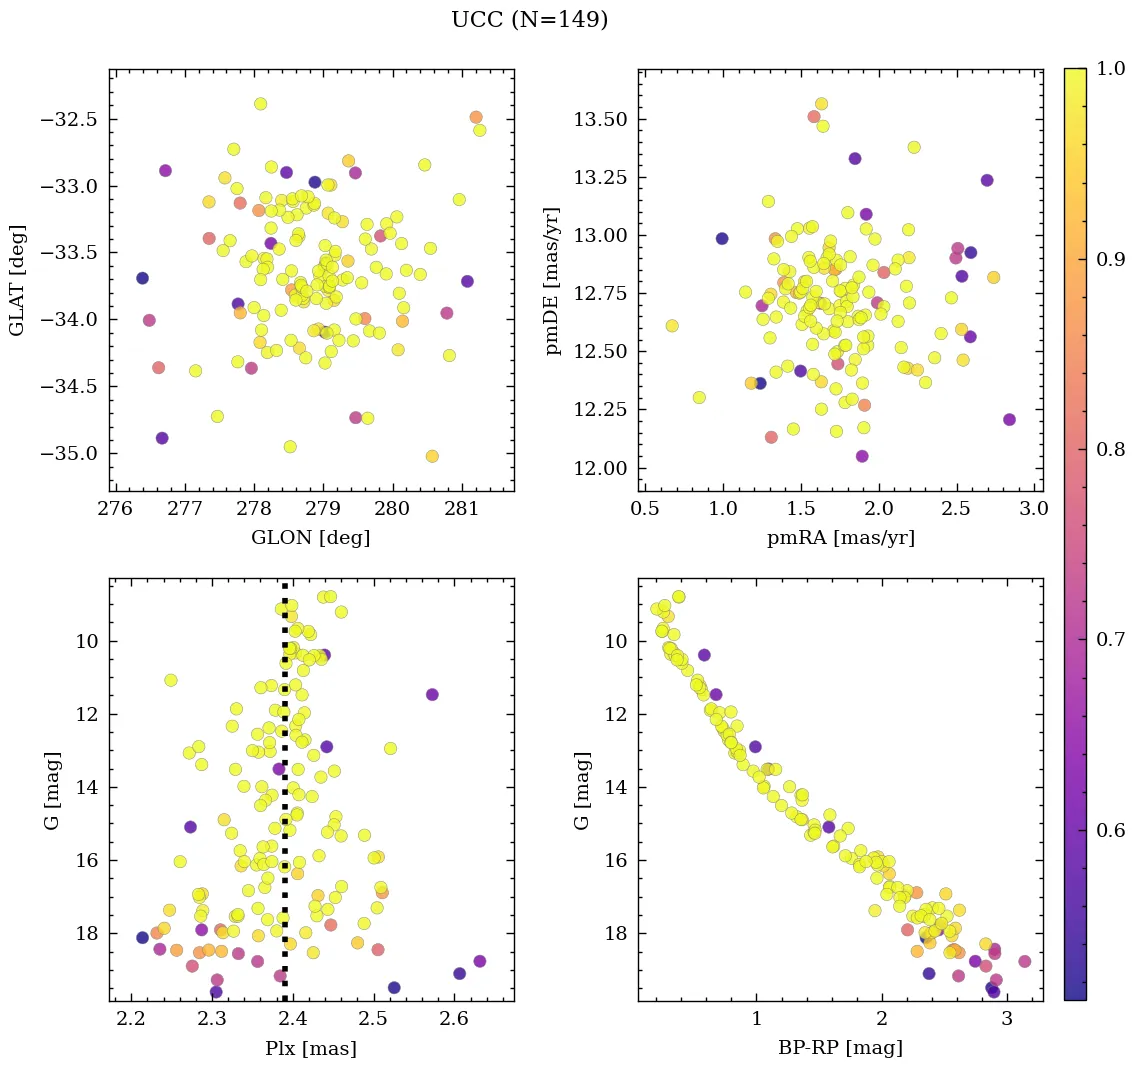 UCC (N=149)
−32.5
−33.0
−33.5
−34.0
−34.5
−35.0
GLAT [deg]
276 277 278 279 280 281
GLON [deg]
13.50
13.25
13.00
12.75
12.50
12.25
12.00
pmDE [mas/yr]
0.5 1.0 1.5 2.0 2.5 3.0
pmRA [mas/yr]
10
12
14
16
18
G [mag]
2.2 2.3 2.4 2.5 2.6
Plx [mas]
10
12
14
16
18
G [mag]
1 2 3
BP-RP [mag]
1.0
0.9
0.8
0.7
0.6